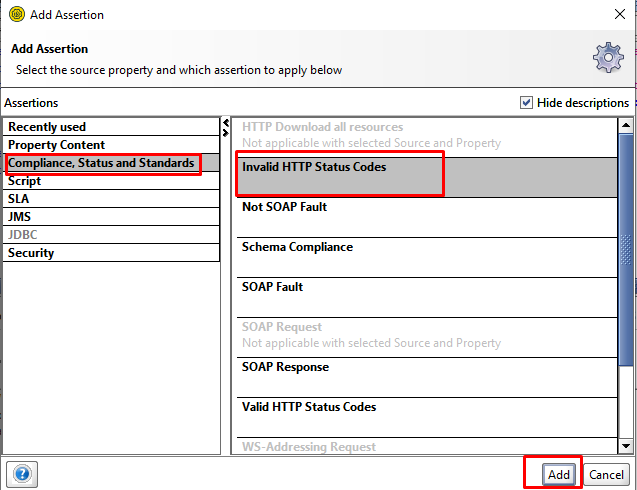 Add Assertion
Add Assertion
Select the source property and which assertion to apply below
Assertions
Hide descriptions
Recently used
Property Content
Compliance, Status and Standards
Script
SLA
JMS
JDBC
Security
HTTP Download all resources
Not applicable with selected Source and Property
Invalid HTTP Status Codes
Not SOAP Fault
Schema Compliance
SOAP Fault
SOAP Request
Not applicable with selected Source and Property
SOAP Response
Valid HTTP Status Codes
WS-Addressing Request
?
Add
Cancel